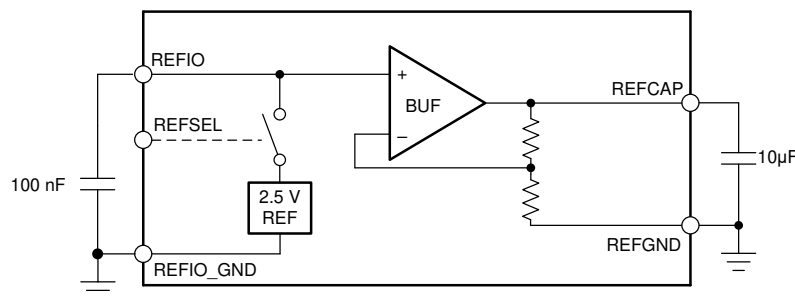 REFIO
BUF
+
−
REFCAP
REFSEL
100 nF
2.5 V
REF
10µF
REFGND
REFIO_GND